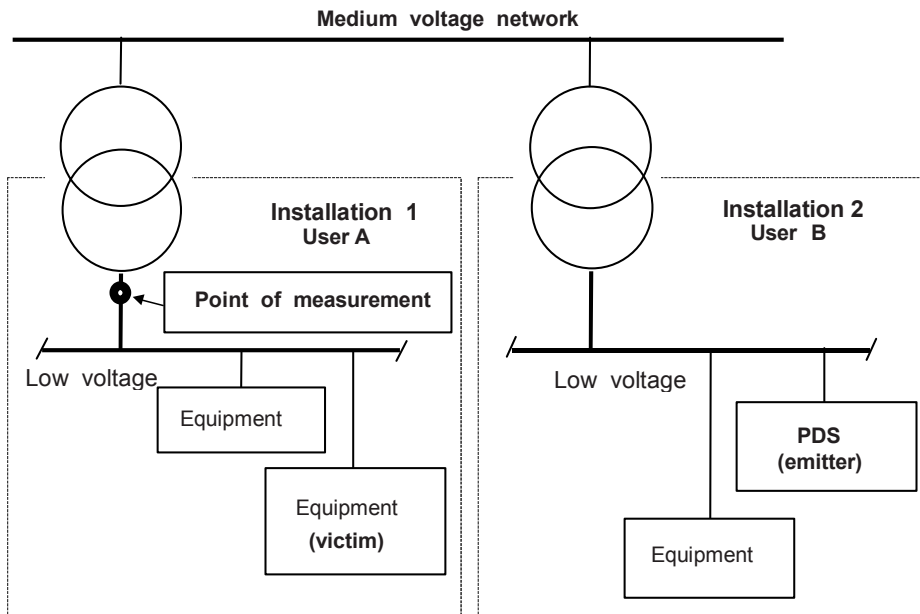 Medium voltage network
Installation 1
User A
Point of measurement
Low voltage
Equipment
Equipment
(victim)
Installation 2
User B
Low voltage
PDS
(emitter)
Equipment